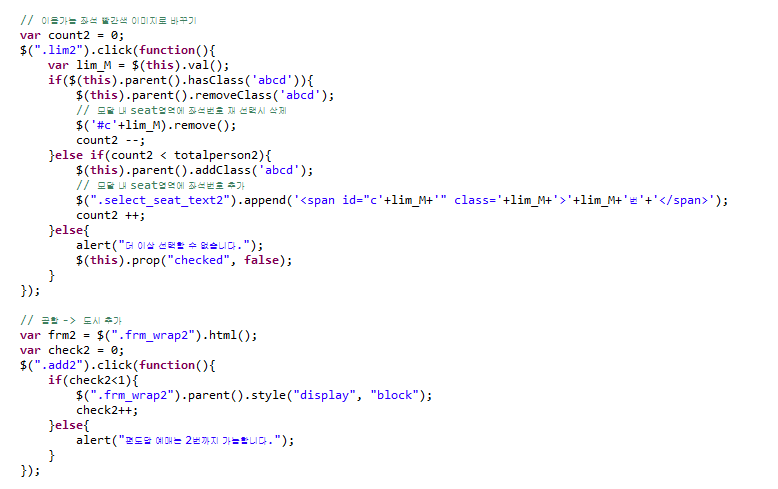 // 이용가능 좌석 빨간색 이미지로 바꾸기
var count2 = 0;
$(".lim2").click(function(){
    var lim_M = $(this).val();
    if($(this).parent().hasClass('abcd')){
        $(this).parent().removeClass('abcd');
        // 모달 내 seat영역에 좌석번호 재 선택시 삭제
        $('#c'+lim_M).remove();
        count2 --;
    }else if(count2 < totalperson2){
        $(this).parent().addClass('abcd');
        // 모달 내 seat영역에 좌석번호 추가
        $(".select_seat_text2").append('<span id="c'+lim_M+'" class='+lim_M+'>'+lim_M+'번'+'</span>');
        count2 ++;
    }else{
        alert("더 이상 선택할 수 없습니다.");
        $(this).prop("checked", false);
    }
});

// 공항 -> 도시 추가
var frm2 = $(".frm_wrap2").html();
var check2 = 0;
$(".add2").click(function(){
    if(check2<1){
        $(".frm_wrap2").parent().style("display", "block");
        check2++;
    }else{
        alert("편도당 예매는 2번까지 가능합니다.");
    }
});